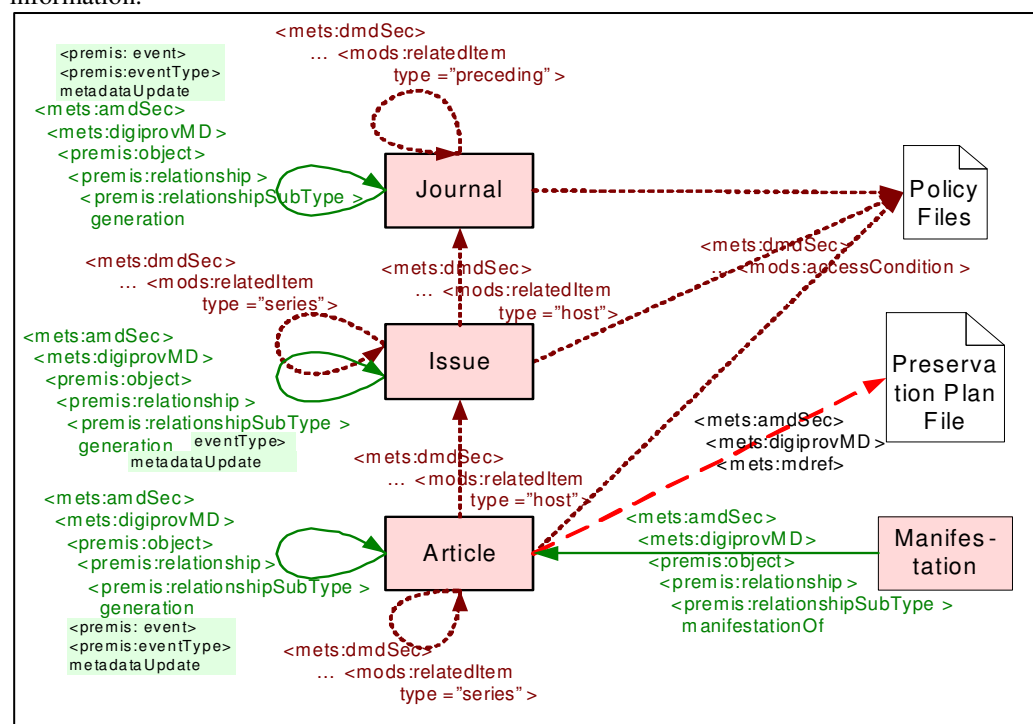 information.
<mets:dmdSec>
... <mods:relatedItem
type ="preceding" >
<premis: event>
<premis:eventType>
metadataUpdate
<mets:amdSec>
<mets:digiprovMD>
<premis:object>
<premis:relationship >
<premis:relationshipSubType >
generation
Journal
Policy
Files
<mets:dmdSec>
... <mods:relatedItem
type ="series">
<mets:dmdSec>
... <mods:relatedItem
type ="host">
<mets:dmdSec>
... <mods:accessCondition >
<mets:amdSec>
<mets:digiprovMD>
<premis:object>
<premis:relationship >
<premis:relationshipSubType >
generation
eventType>
metadataUpdate
Issue
Preserva
tion Plan
File
<mets:amdSec>
<mets:digiprovMD>
<mets:mdref>
<mets:dmdSec>
... <mods:relatedItem
type ="host">
<mets:amdSec>
<mets:digiprovMD>
<premis:object>
<premis:relationship >
<premis:relationshipSubType >
generation
<premis: event>
<premis:eventType>
metadataUpdate
Article
<mets:amdSec>
<mets:digiprovMD>
<premis:object>
<premis:relationship >
<premis:relationshipSubType >
manifestationOf
Manifes-
tation
<mets:dmdSec>
... <mods:relatedItem
type ="series" >